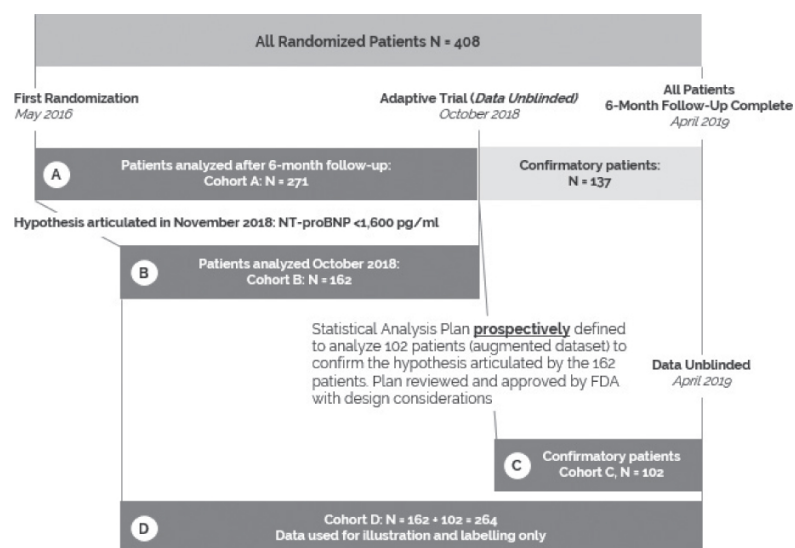 All Randomized Patients N = 408
First Randomization
May 2016
Adaptive Trial (Data Unblinded)
October 2018
All Patients
6-Month Follow-Up Complete
April 2019
A
Patients analyzed after 6-month follow-up:
Cohort A: N = 271
Confirmatory patients:
N = 137
Hypothesis articulated in November 2018: NT-proBNP <1,600 pg/ml
B
Patients analyzed October 2018:
Cohort B: N = 162
Statistical Analysis Plan prospectively defined
to analyze 102 patients (augmented dataset) to
confirm the hypothesis articulated by the 162
patients. Plan reviewed and approved by FDA
with design considerations
Data Unblinded
April 2019
C
Confirmatory patients
Cohort C, N = 102
D
Cohort D: N = 162 + 102 = 264
Data used for illustration and labelling only